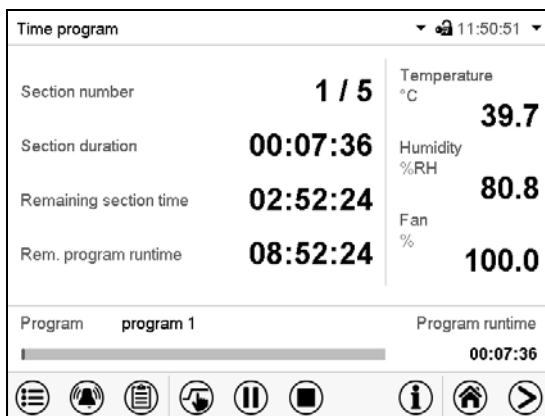 Time program 11:50:51
Section number 1 / 5
Section duration 00:07:36
Remaining section time 02:52:24
Rem. program runtime 08:52:24
Temperature
°C
39.7
Humidity
%RH
80.8
Fan
%
100.0
Program program 1 Program runtime
00:07:36